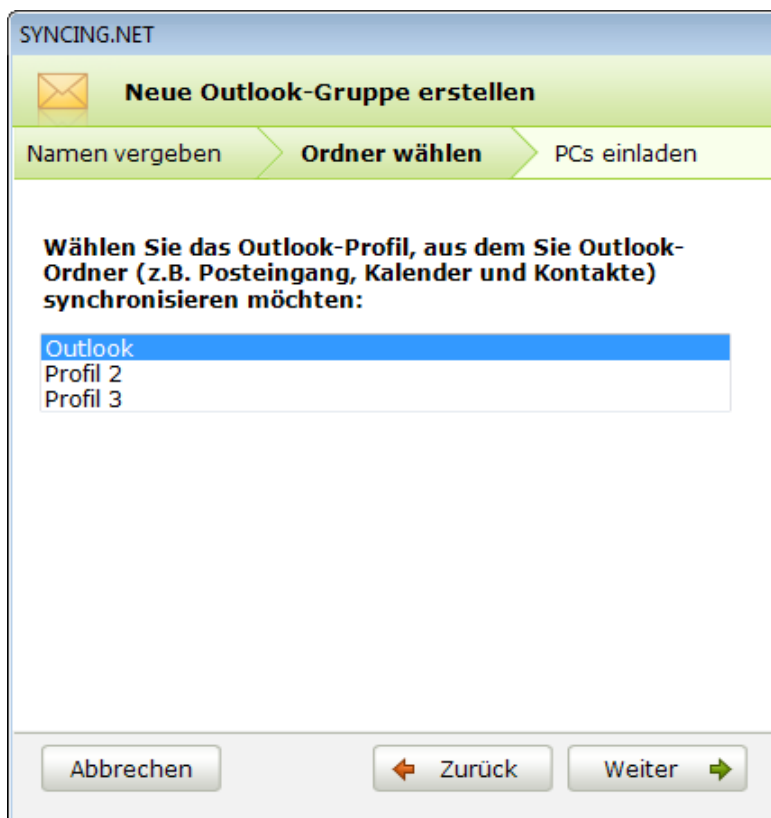 SYNCING.NET
Neue Outlook-Gruppe erstellen
Namen vergeben
Ordner wählen
PCs einladen
Wählen Sie das Outlook-Profil, aus dem Sie Outlook-
Ordner (z.B. Posteingang, Kalender und Kontakte)
synchronisieren möchten:
Outlook
Profil 2
Profil 3
Abbrechen
Zurück
Weiter